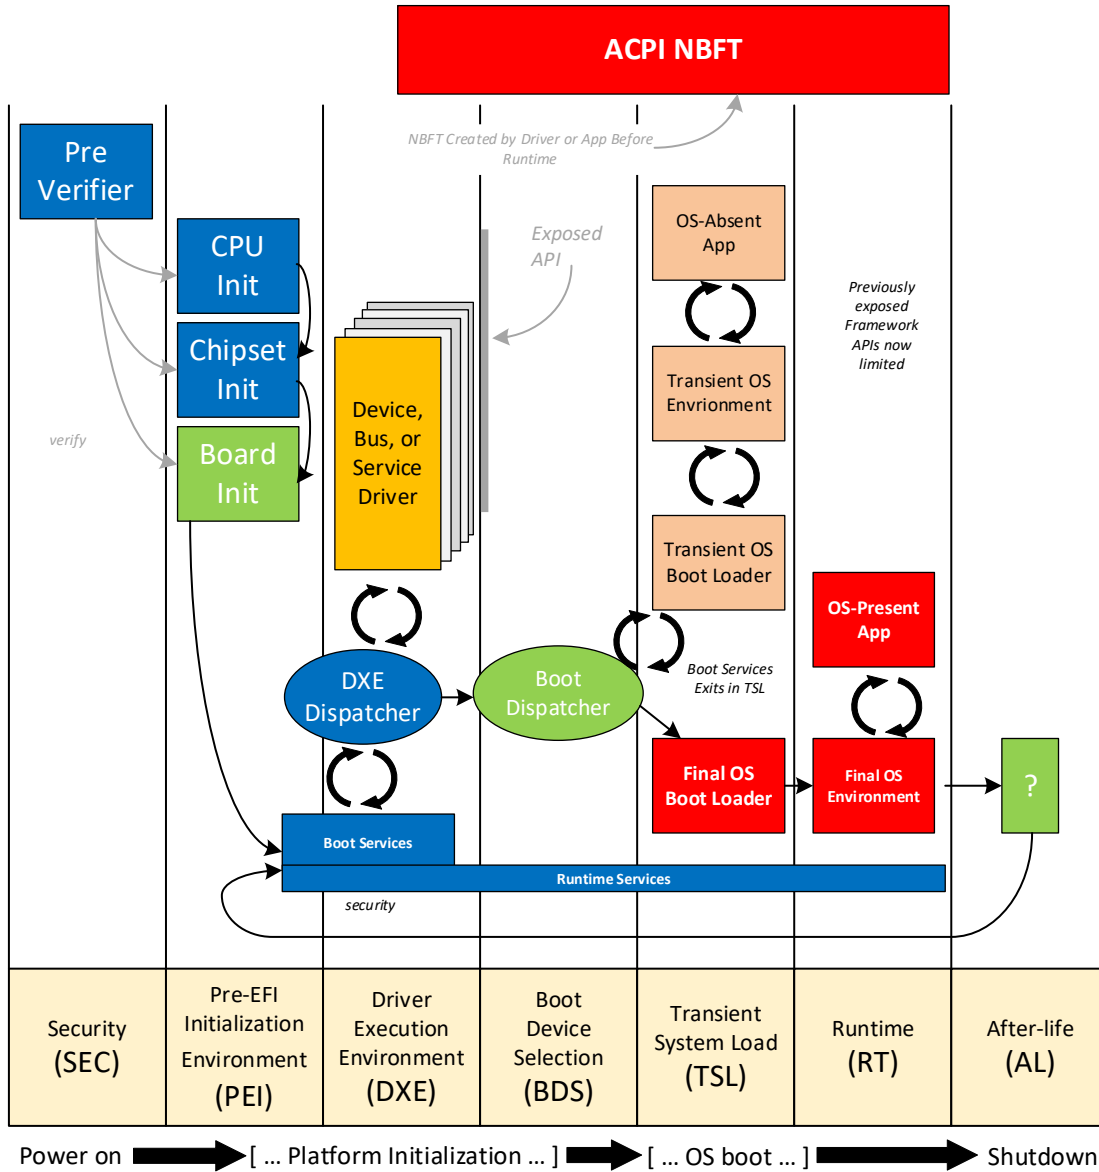 ACPI NBFT
NBFT Created by Driver or App Before
Runtime
Pre
Verifier
CPU
Init
Chipset
Init
verify
Board
Init
Exposed
API
Device,
Bus, or
Service
Driver
OS-Absent
App
Transient OS
Envrionment
Transient OS
Boot Loader
Previously
exposed
Framework
APIs now
limited
OS-Present
App
DXE
Dispatcher
Boot
Dispatcher
Boot Services
Exits in TSL
Final OS
Boot Loader
Final OS
Environment
?
Boot Services
Runtime Services
security
Security
(SEC)
Pre-EFI
Initialization
Environment
(PEI)
Driver
Execution
Environment
(DXE)
Boot
Device
Selection
(BDS)
Transient
System Load
(TSL)
Runtime
(RT)
After-life
(AL)
Power on [ ... Platform Initialization ... ] [ ... OS boot ... ] Shutdown